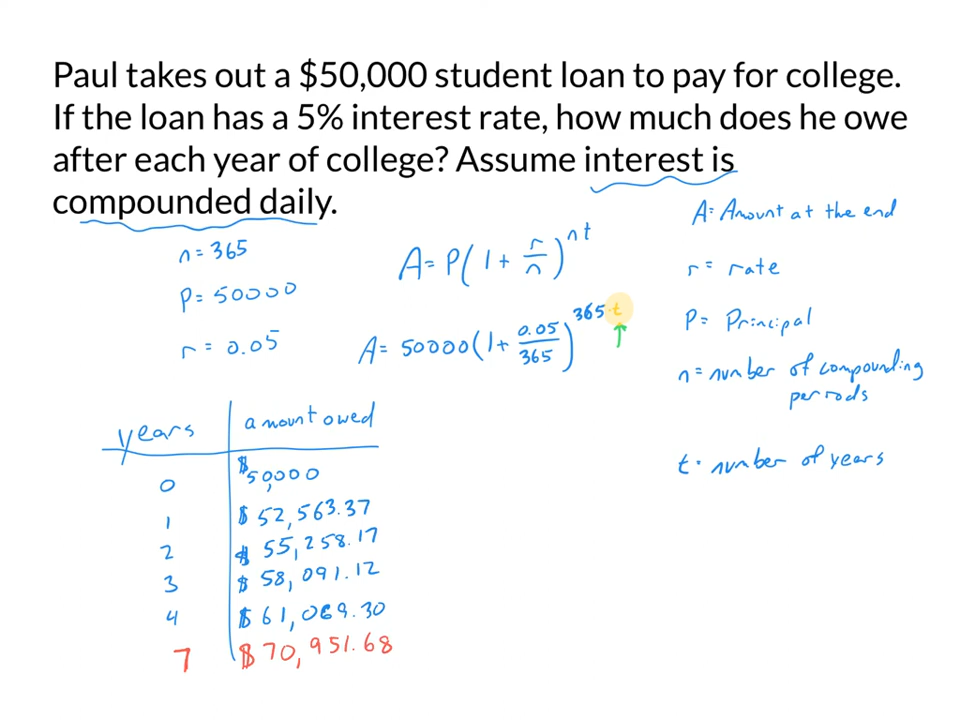 Paul takes out a $50,000 student loan to pay for college.
If the loan has a 5% interest rate, how much does he owe
after each year of college? Assume interest is
compounded daily.
n = 365
P = 50000
r = 0.05
A = P(1 + r/n)^nt
A = 50000(1 + 0.05/365)^365t
A = Amount at the end
r = rate
P = Principal
n = number of compounding
periods
t = number of years
years amount owed
0 $50,000
1 $52,563.37
2 $55,258.17
3 $58,091.12
4 $61,069.30
7 $70,951.68